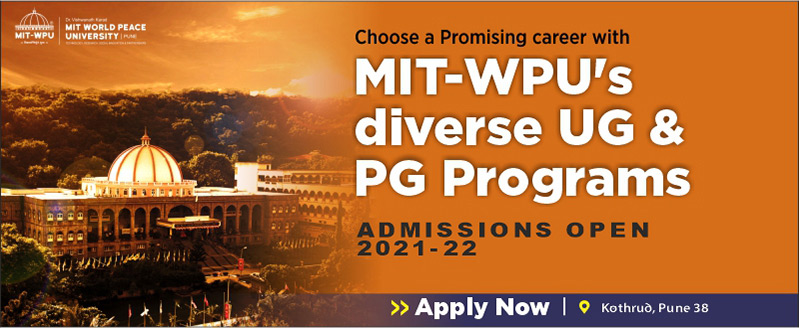 Dr. Vishwanath Karad
MIT WORLD PEACE
UNIVERSITY | PUNE
MIT-WPU
Choose a Promising career with
MIT-WPU's
diverse UG &
PG Programs
ADMISSIONS OPEN
2021-22
>> Apply Now | Kothrud, Pune 38